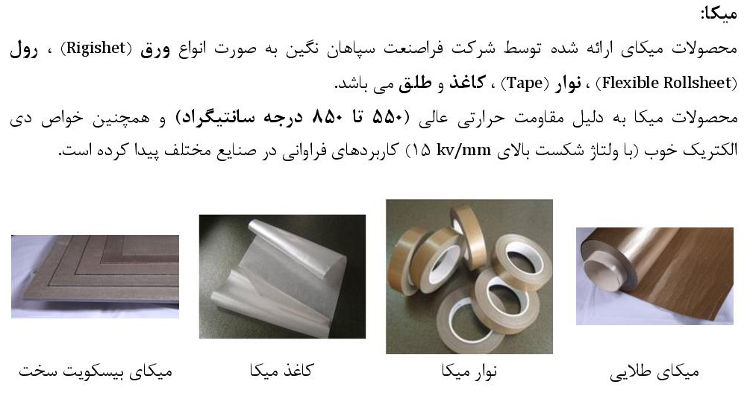 میکا:
محصولات میکای ارائه شده توسط شرکت فراصنعت سپاهان نگین به صورت انواع ورق (Rigishet) ، رول
(Flexible Rollsheet) ، نوار (Tape) ، کاغذ و طلق می باشد.
محصولات میکا به دلیل مقاومت حرارتی عالی (۵۵۰ تا ۸۵۰ درجه سانتیگراد) و همچنین خواص دی
الکتریک خوب (با ولتاژ شکست بالای ۱۵ kv/mm) کاربردهای فراوانی در صنایع مختلف پیدا کرده است.
میکای طلایی
نوار میکا
کاغذ میکا
میکای بیسکویت سخت